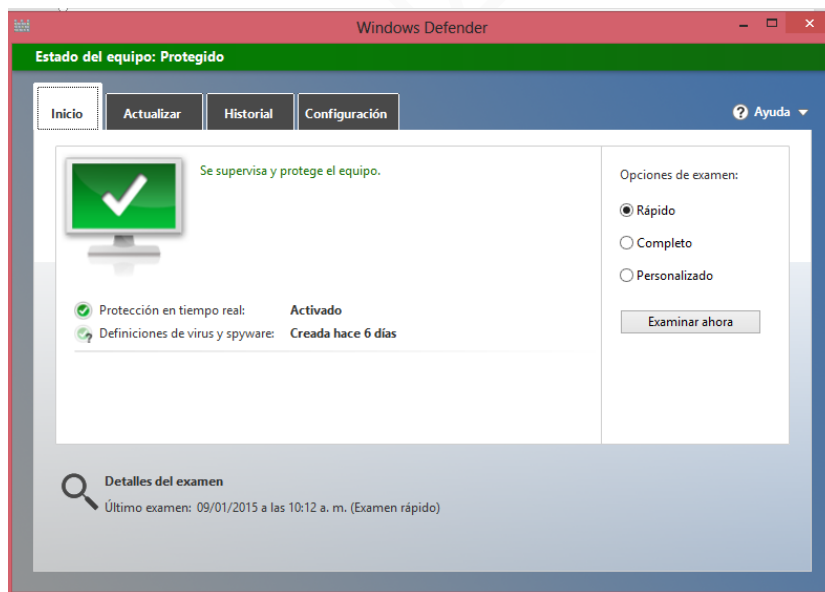 Windows Defender
Estado del equipo: Protegido
Inicio Actualizar Historial Configuración Ayuda
Se supervisa y protege el equipo.
Opciones de examen:
Rápido
Completo
Personalizado
Examinar ahora
Protección en tiempo real: Activado
Definiciones de virus y spyware: Creada hace 6 días
Detalles del examen
Último examen: 09/01/2015 a las 10:12 a. m. (Examen rápido)